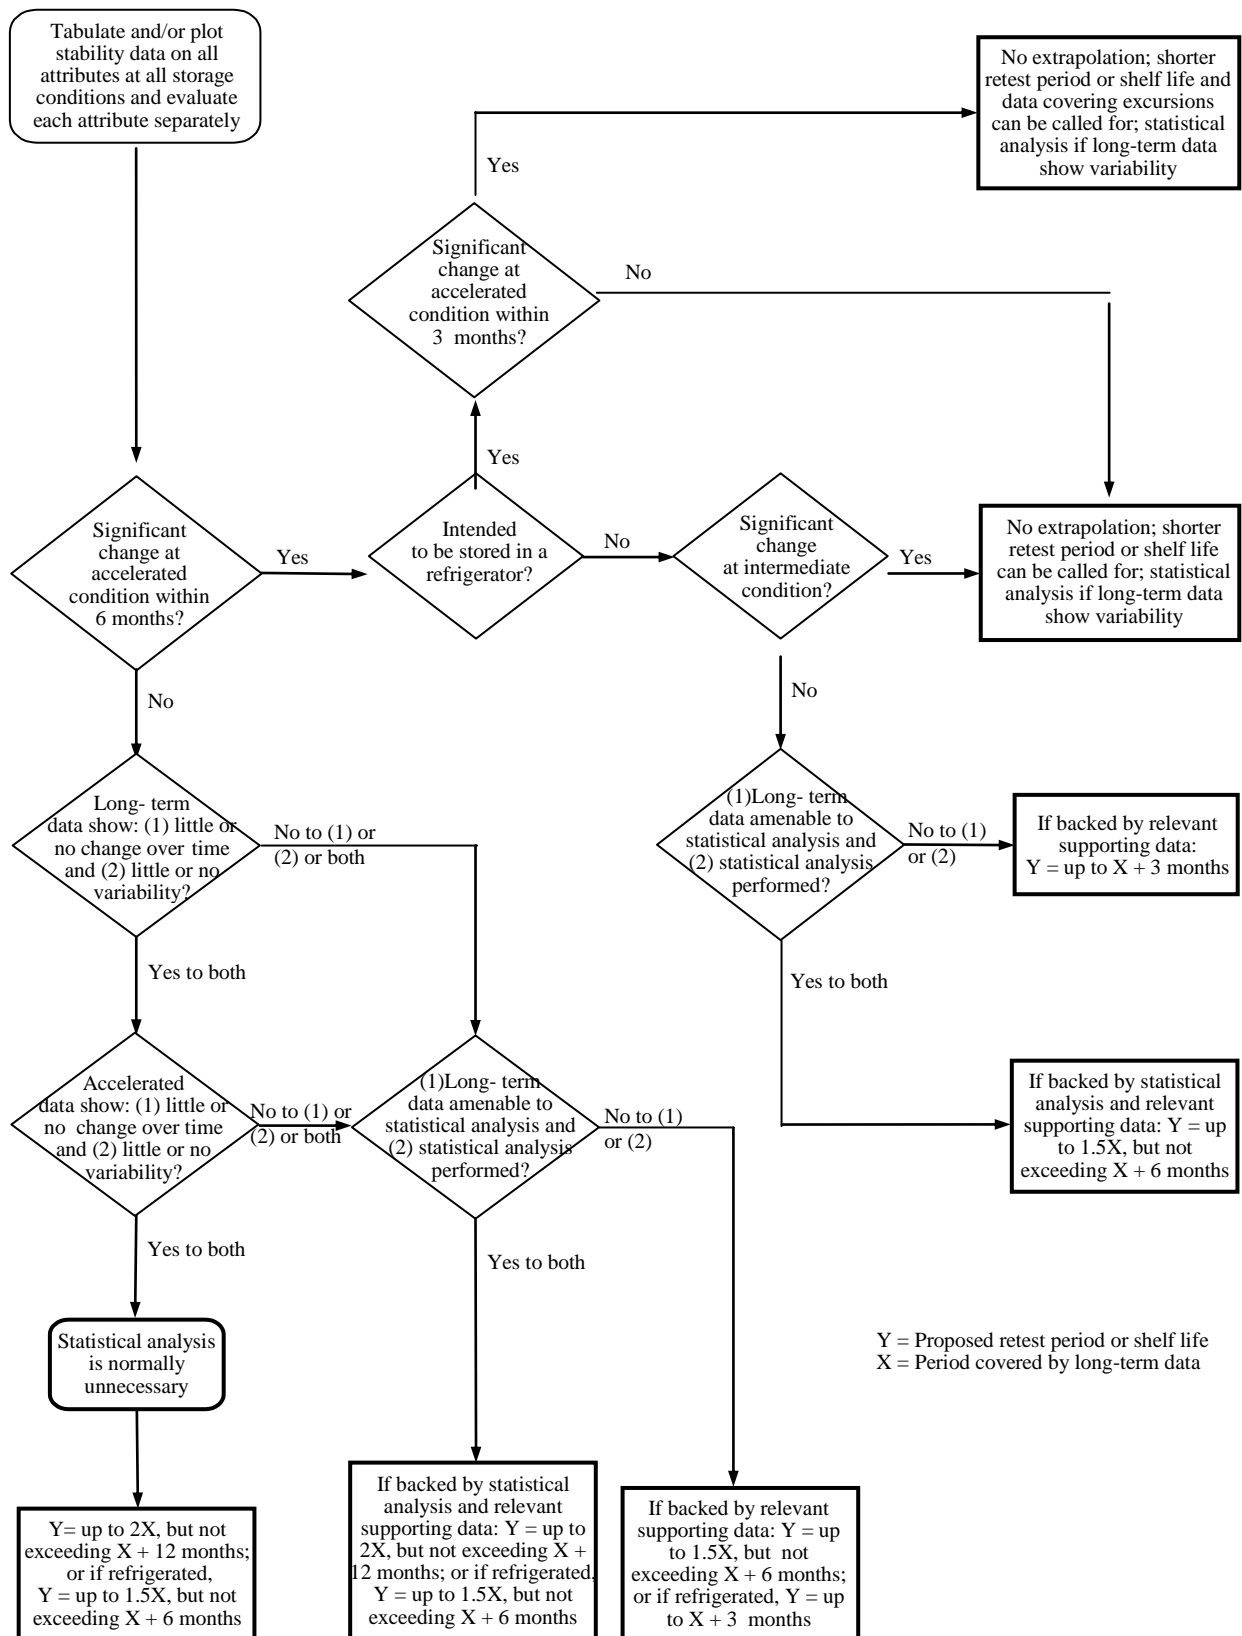 Tabulate and/or plot
stability data on all
attributes at all storage
conditions and evaluate
each attribute separately
No extrapolation; shorter
retest period or shelf life and
data covering excursions
can be called for; statistical
analysis if long-term data
show variability
Yes
Significant
change at
accelerated
condition within
3 months?
No
Yes
Significant
change at
accelerated
condition within
6 months?
Yes
Intended
to be stored in a
refrigerator?
No
Significant
change
at intermediate
condition?
Yes
No extrapolation; shorter
retest period or shelf life
can be called for; statistical
analysis if long-term data
show variability
No
No
Long- term
data show: (1) little or
no change over time
and (2) little or no
variability?
No to (1) or
(2) or both
(1)Long- term
data amenable to
statistical analysis and
(2) statistical analysis
performed?
No to (1)
or (2)
If backed by relevant
supporting data:
Y = up to X + 3 months
Yes to both
Yes to both
Accelerated
data show: (1) little or
no change over time
and (2) little or no
variability?
No to (1) or
(2) or both
(1)Long- term
data amenable to
statistical analysis and
(2) statistical analysis
performed?
No to (1)
or (2)
If backed by statistical
analysis and relevant
supporting data: Y = up
to 1.5X, but not
exceeding X + 6 months
Yes to both
Yes to both
Statistical analysis
is normally
unnecessary
Y = Proposed retest period or shelf life
X = Period covered by long-term data
Y= up to 2X, but not
exceeding X + 12 months;
or if refrigerated,
Y = up to 1.5X, but not
exceeding X + 6 months
If backed by statistical
analysis and relevant
supporting data: Y = up to
2X, but not exceeding X +
12 months; or if refrigerated,
Y = up to 1.5X, but not
exceeding X + 6 months
If backed by relevant
supporting data: Y = up
to 1.5X, but not
exceeding X + 6 months;
or if refrigerated, Y = up
to X + 3 months